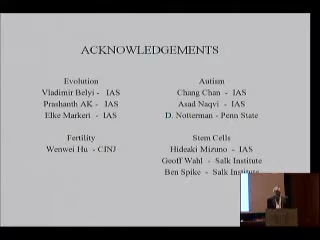 ACKNOWLEDGEMENTS
Evolution
Vladimir Belyi - IAS
Prashanth AK - IAS
Elke Markert - IAS
Fertility
Wenwei Hu - CINJ
Autism
Chang Chan - IAS
Asad Naqvi - IAS
D. Notterman - Penn State
Stem Cells
Hideaki Mizuno - IAS
Geoff Wahl - Salk Institute
Ben Spike - Salk Institute